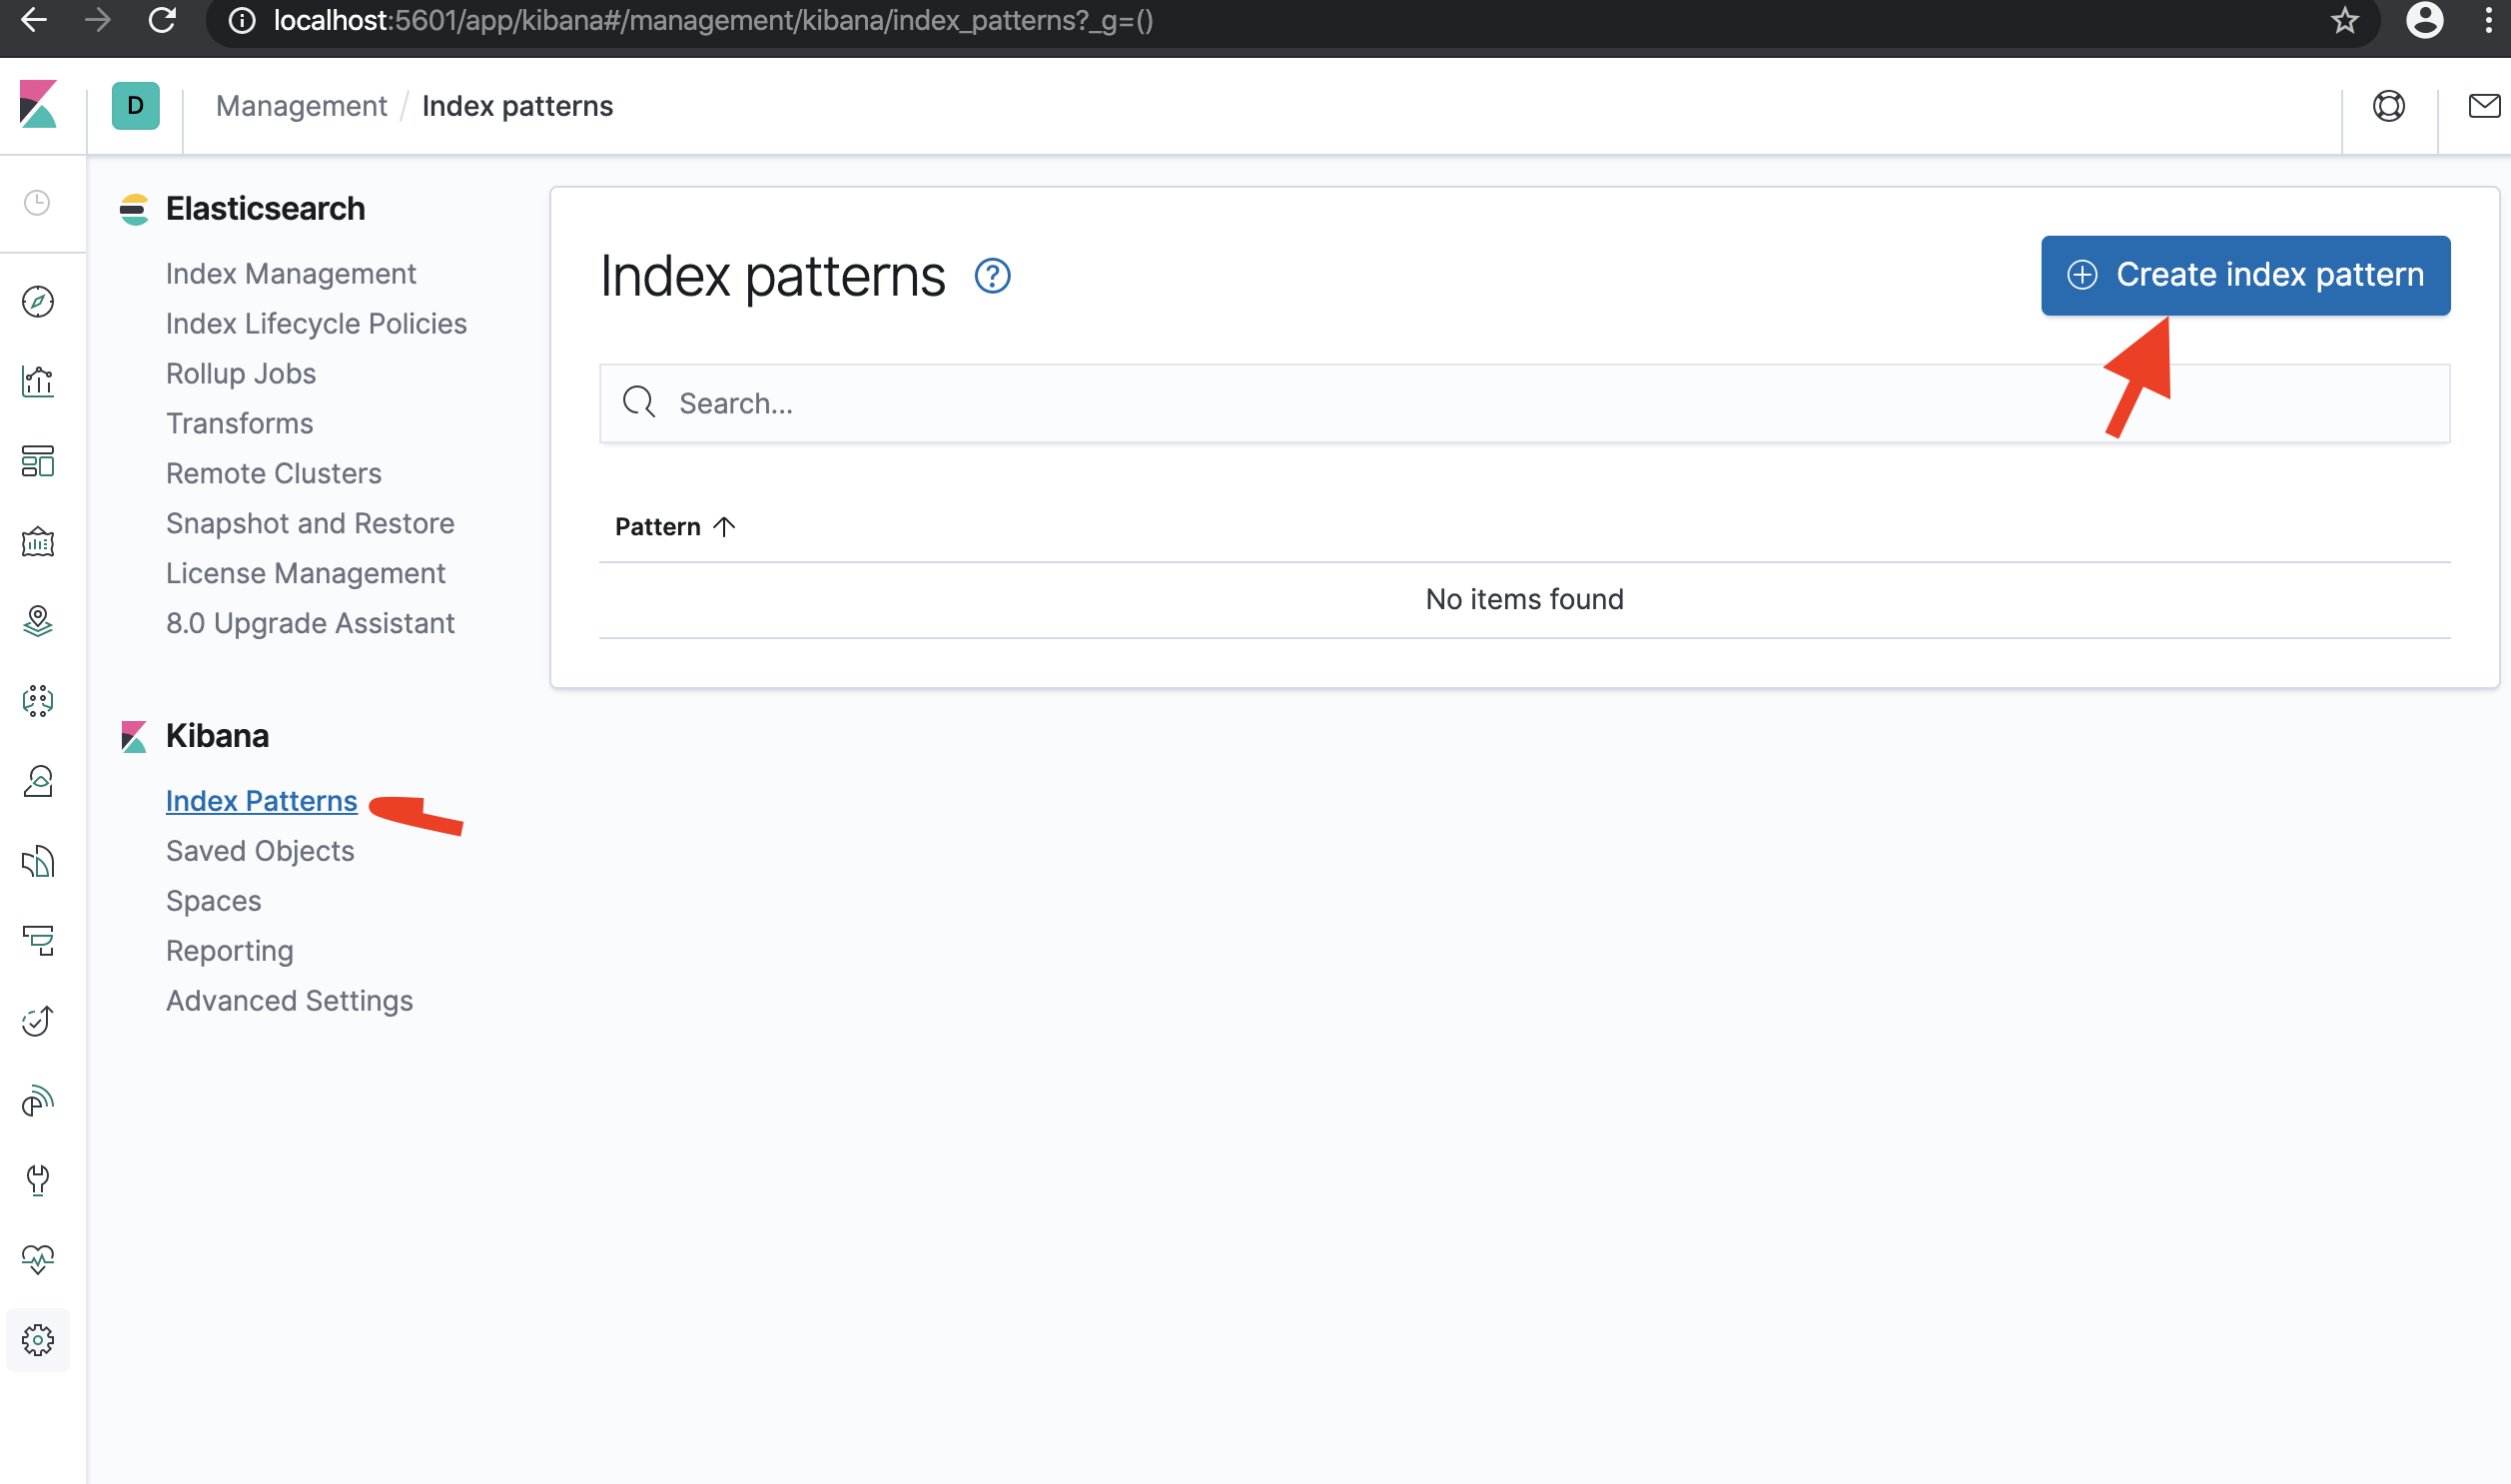 localhost:5601/app/kibana#/management/kibana/index_patterns?_g=()
D
Management / Index patterns
Elasticsearch
Index Management
Index Lifecycle Policies
Rollup Jobs
Transforms
Remote Clusters
Snapshot and Restore
License Management
8.0 Upgrade Assistant
Kibana
Index Patterns
Saved Objects
Spaces
Reporting
Advanced Settings
Index patterns
Create index pattern
Search...
Pattern
No items found